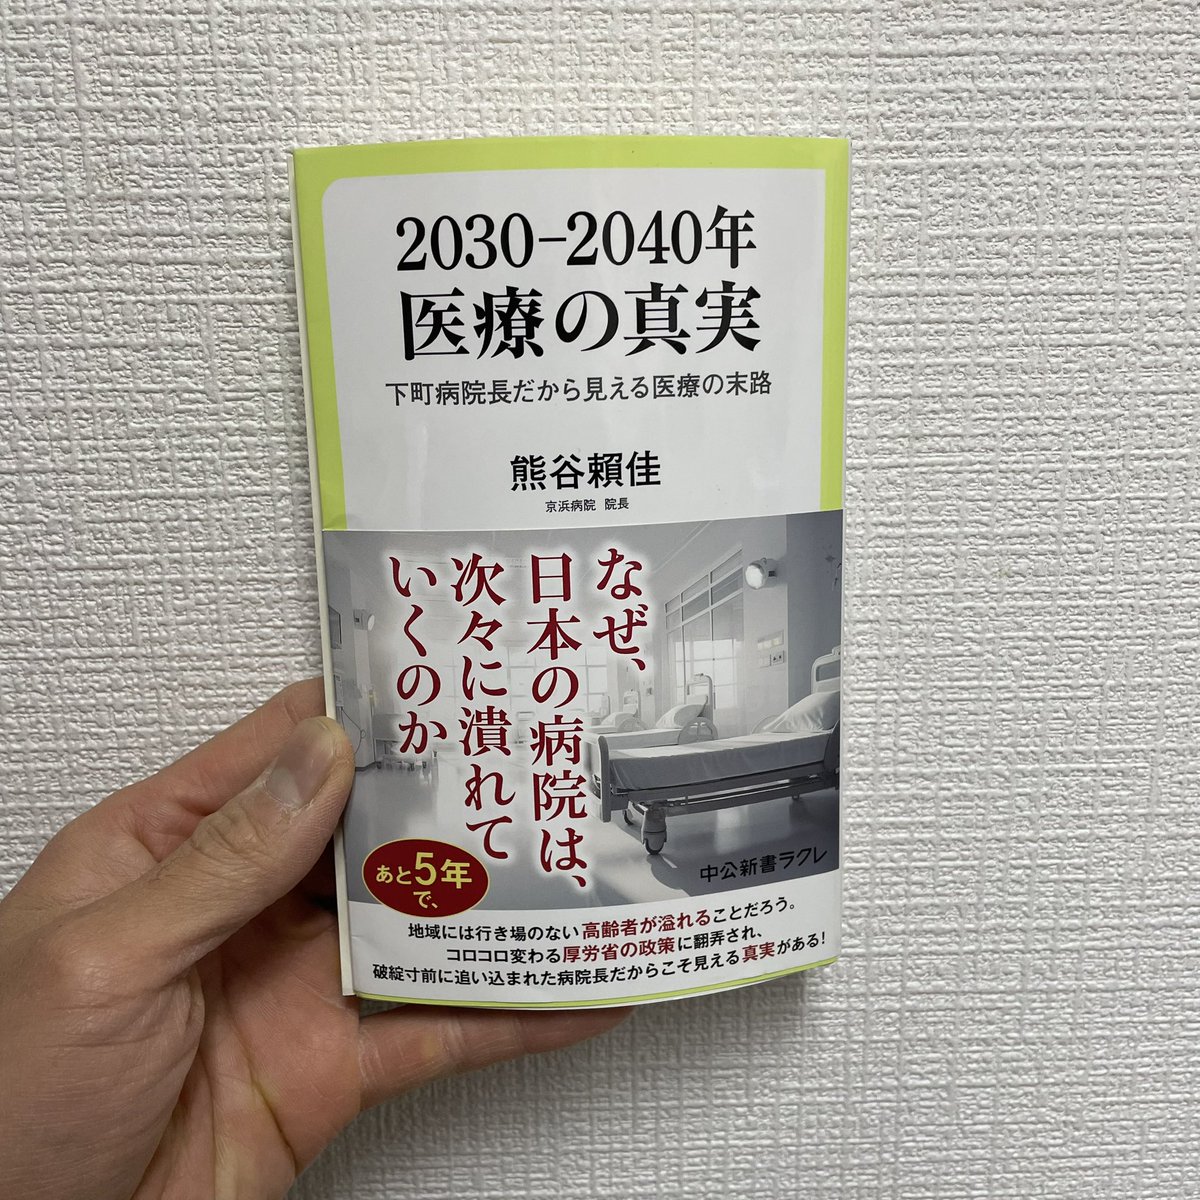 2030-2040年
医療の真実
下町病院長だから見える医療の末路
熊谷賴佳
京浜病院 院長
なぜ、
日本の病院は、
次々に潰れて
いくのか
あと5年
で、
中公新書ラクレ
地域には行き場のない高齢者が溢れることだろう。
コロコロ変わる厚労省の政策に翻弄され、
破綻寸前に追い込まれた病院長だからこそ見える真実がある!